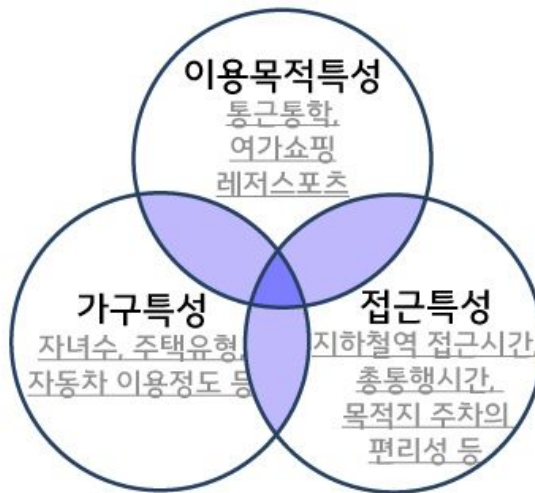 이용목적특성
통근통학,
여가쇼핑
레저스포츠
가구특성
자녀수, 주택유형,
자동차 이용정도 등
접근특성
지하철역 접근시간,
총통행시간,
목적지 주차의
편리성 등